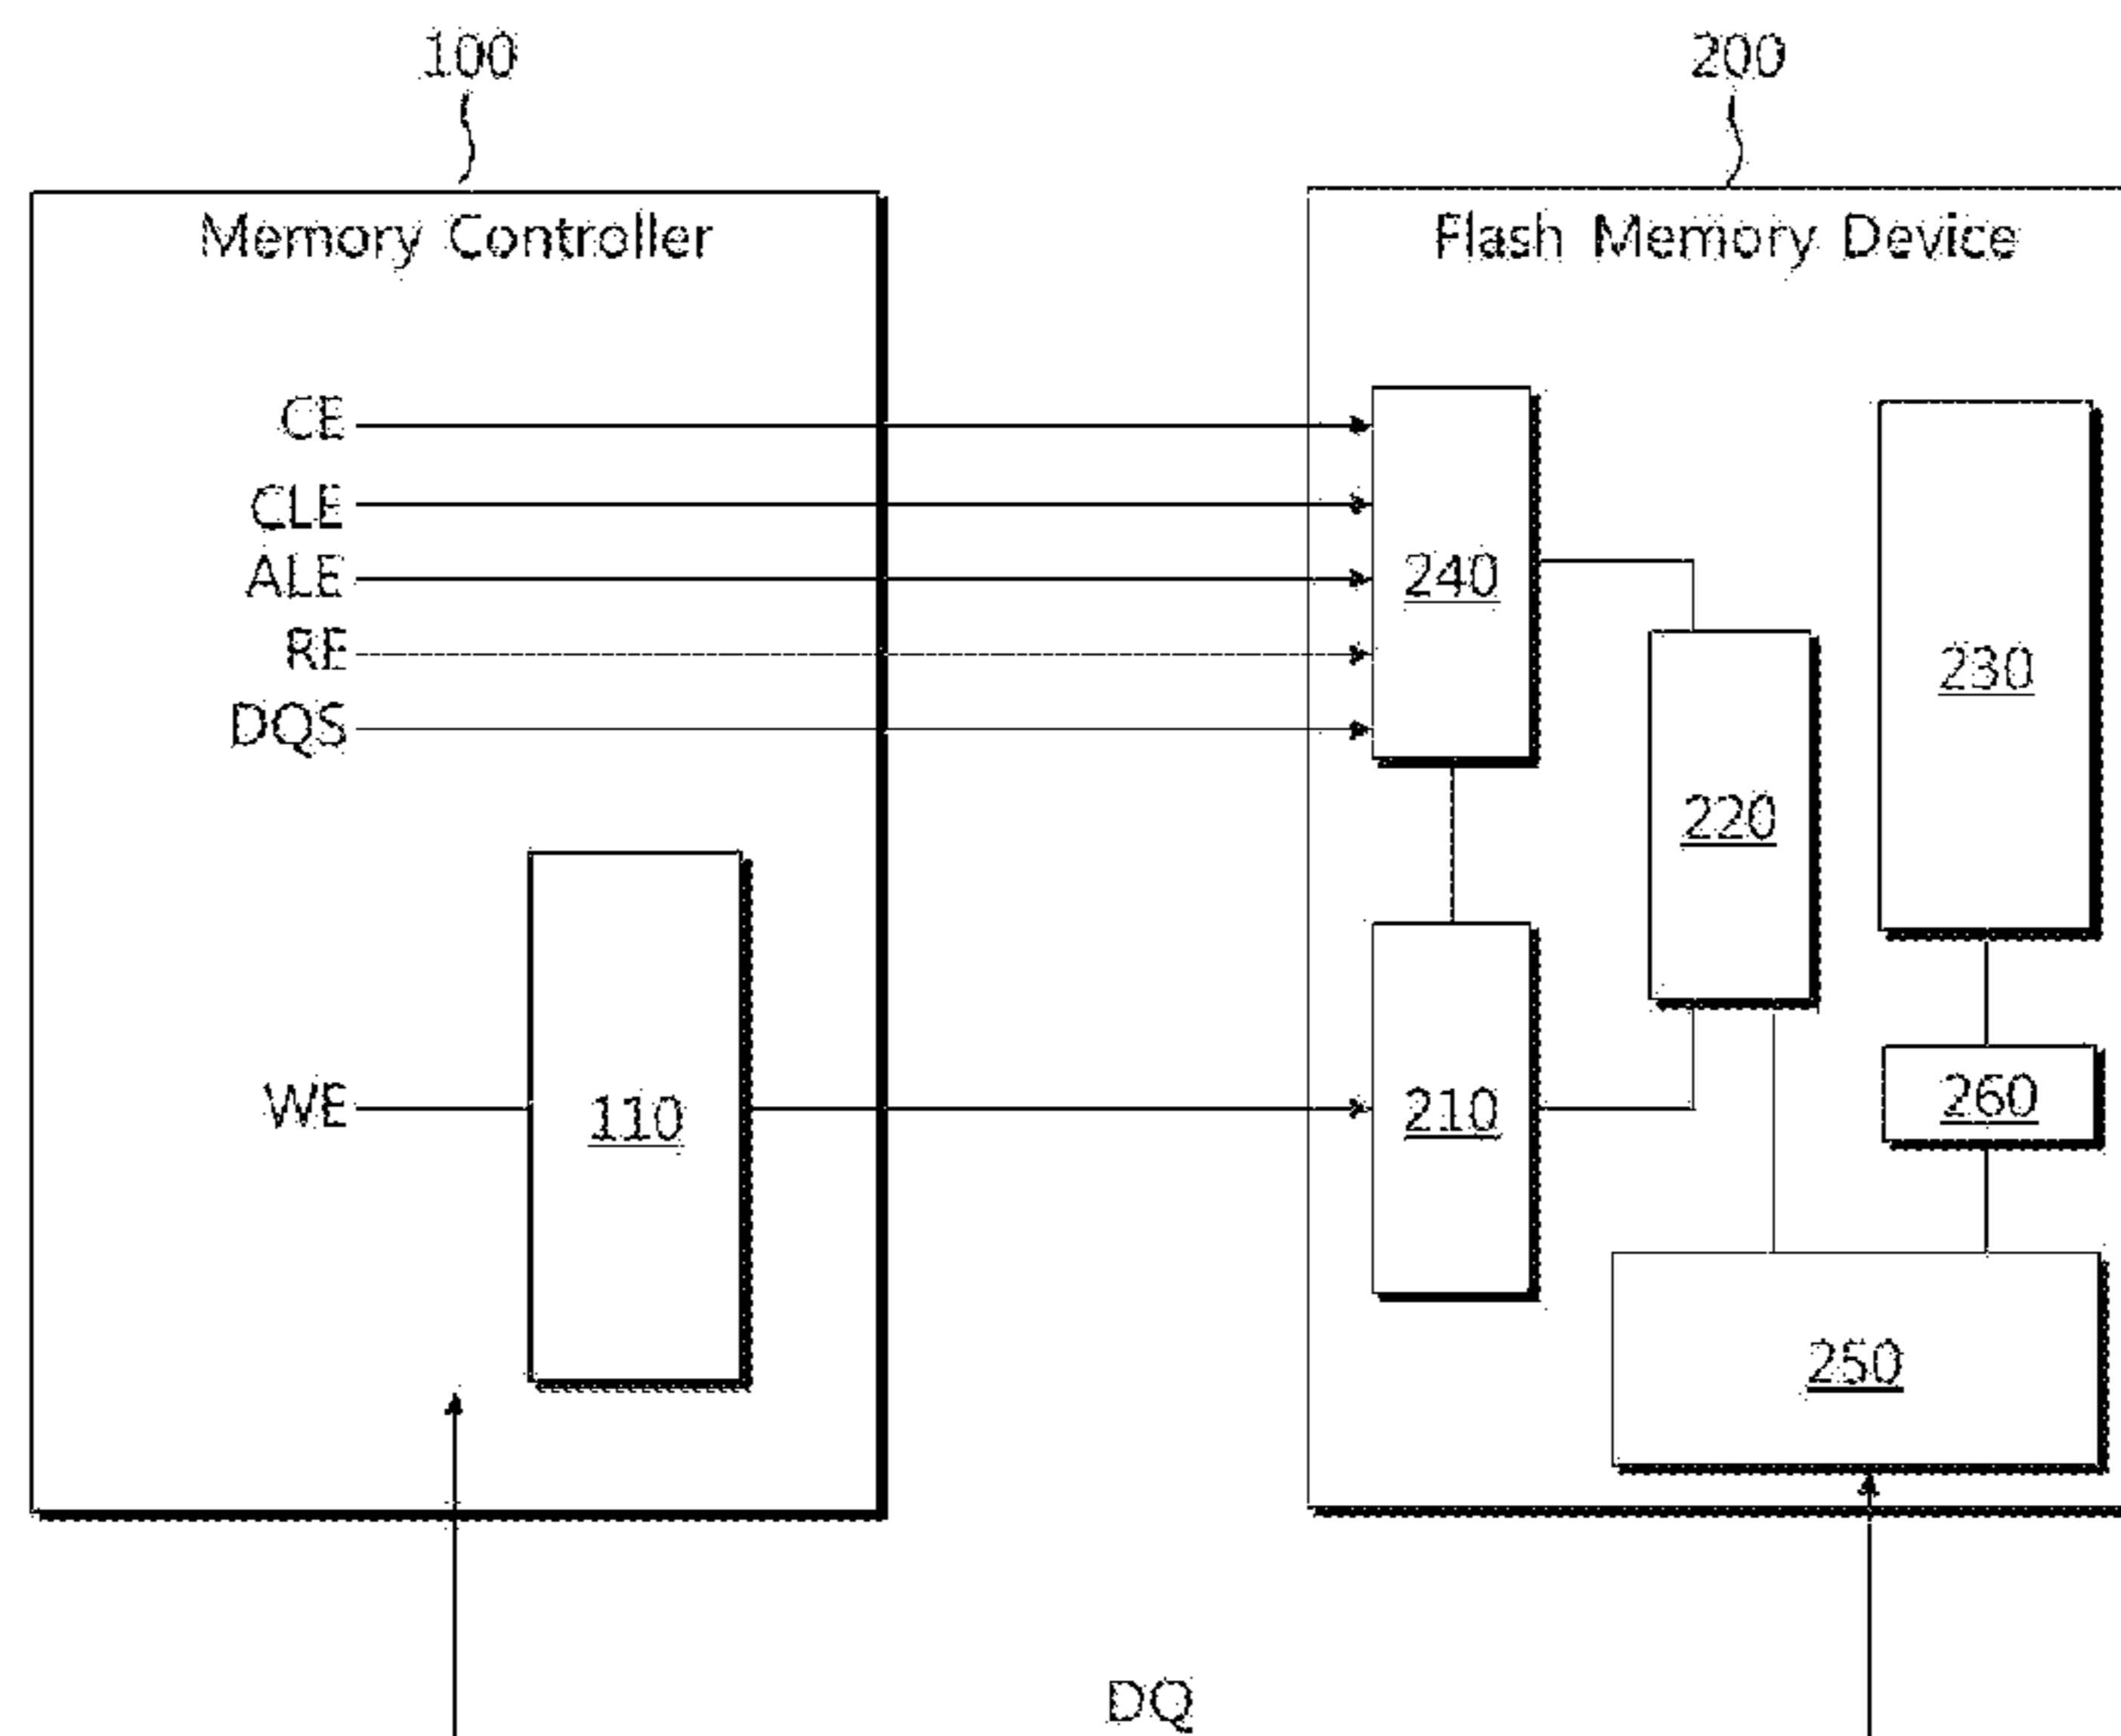 100
200
Memory Controller
Flash Memory Device
CE
CLE
ALE
RE
DQS
240
230
220
WE
110
210
260
250
DQ